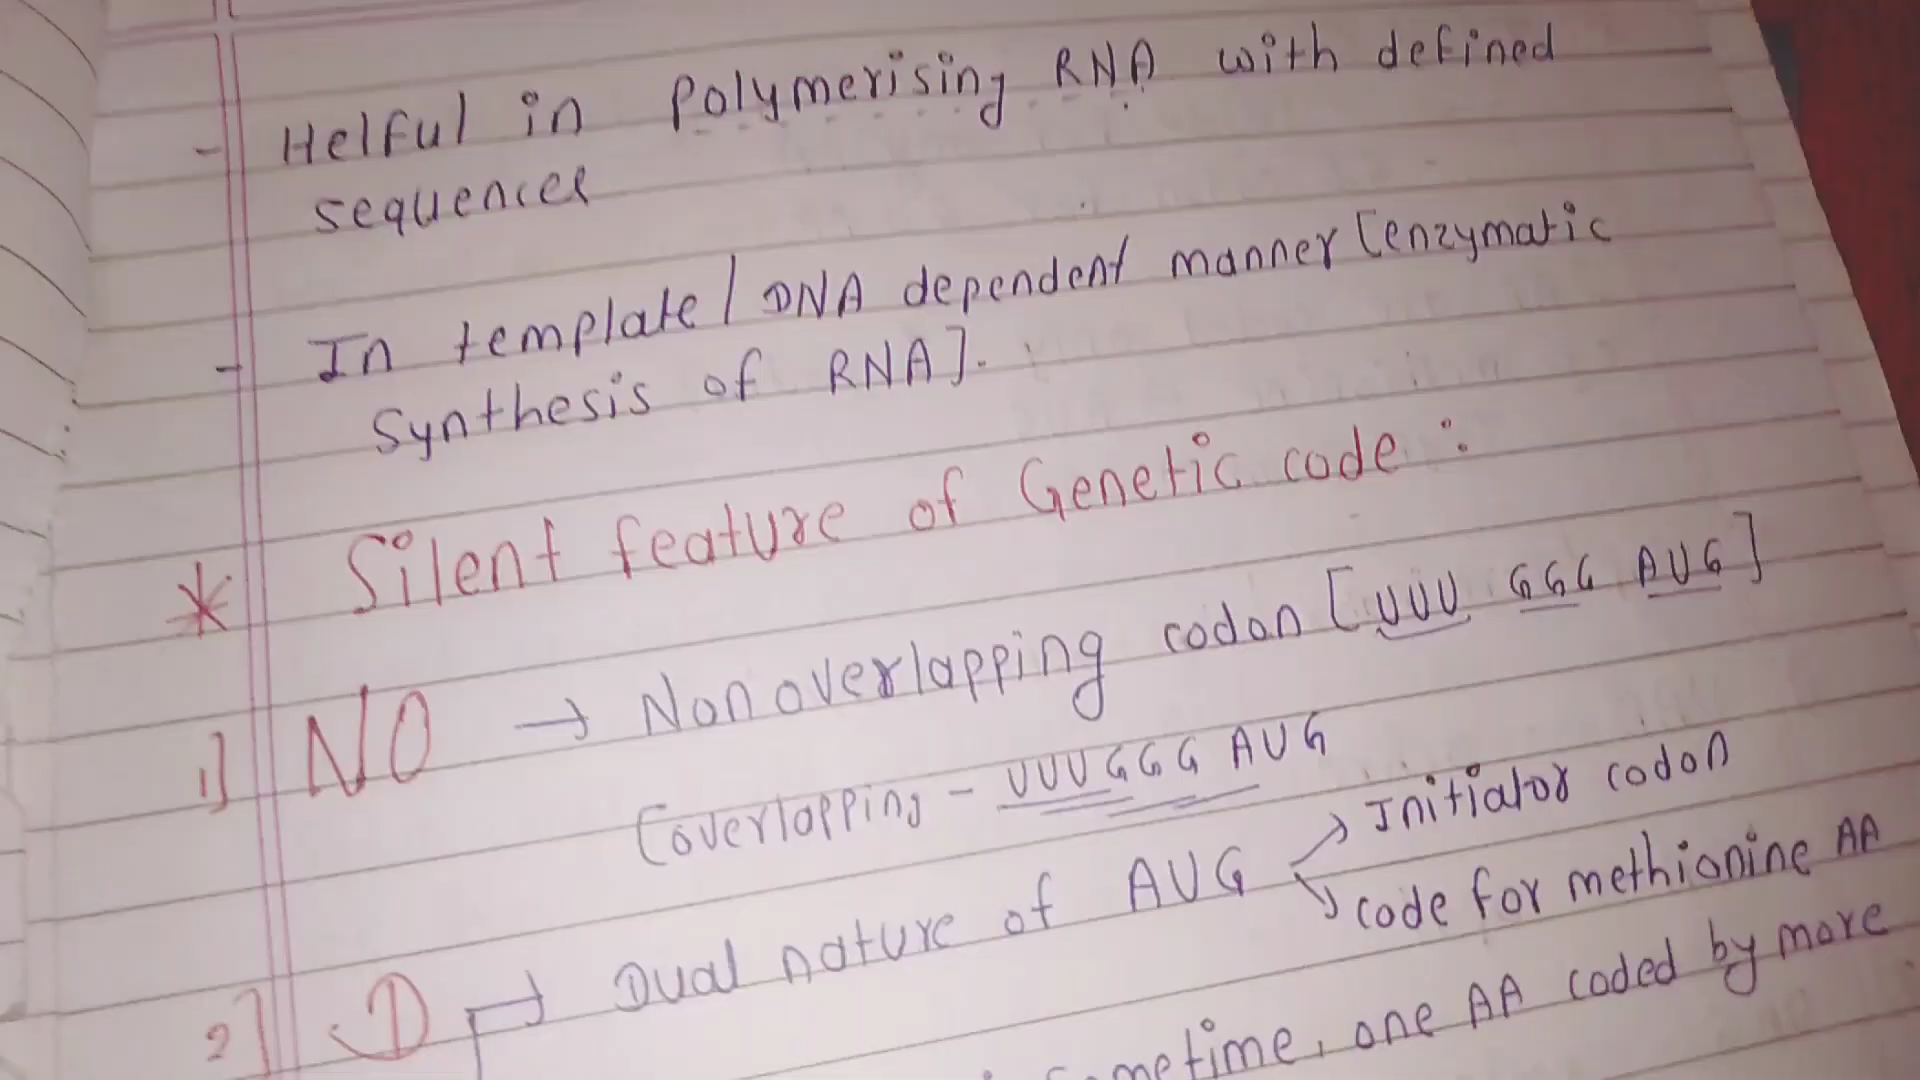 - Helful in Polymerising RNA with defined
sequences
- In template / DNA dependent manner [enzymatic
synthesis of RNA].
* Silent feature of Genetic code :
1] NO → Nonoverlapping codon [UUU GGG AUG]
[overlapping - UUUGGG AUG
2] D → Dual nature of AUG → Initiator codon
↘ code for methionine AA
one AA coded by more